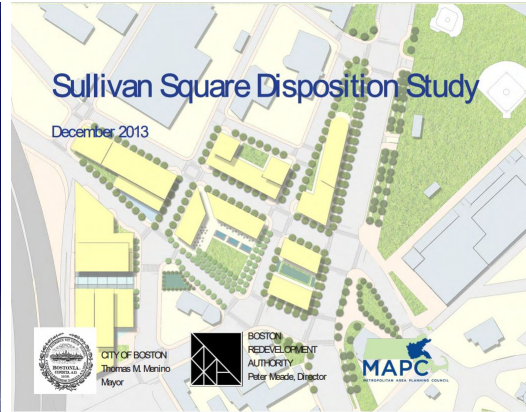 Sullivan Square Disposition Study
December 2013
CITY OF BOSTON
Thomas M. Menino
Mayor
BOSTON
REDEVELOPMENT
AUTHORITY
Peter Meade, Director
MAPC
METROPOLITAN AREA PLANNING COUNCIL
BOSTONIA.